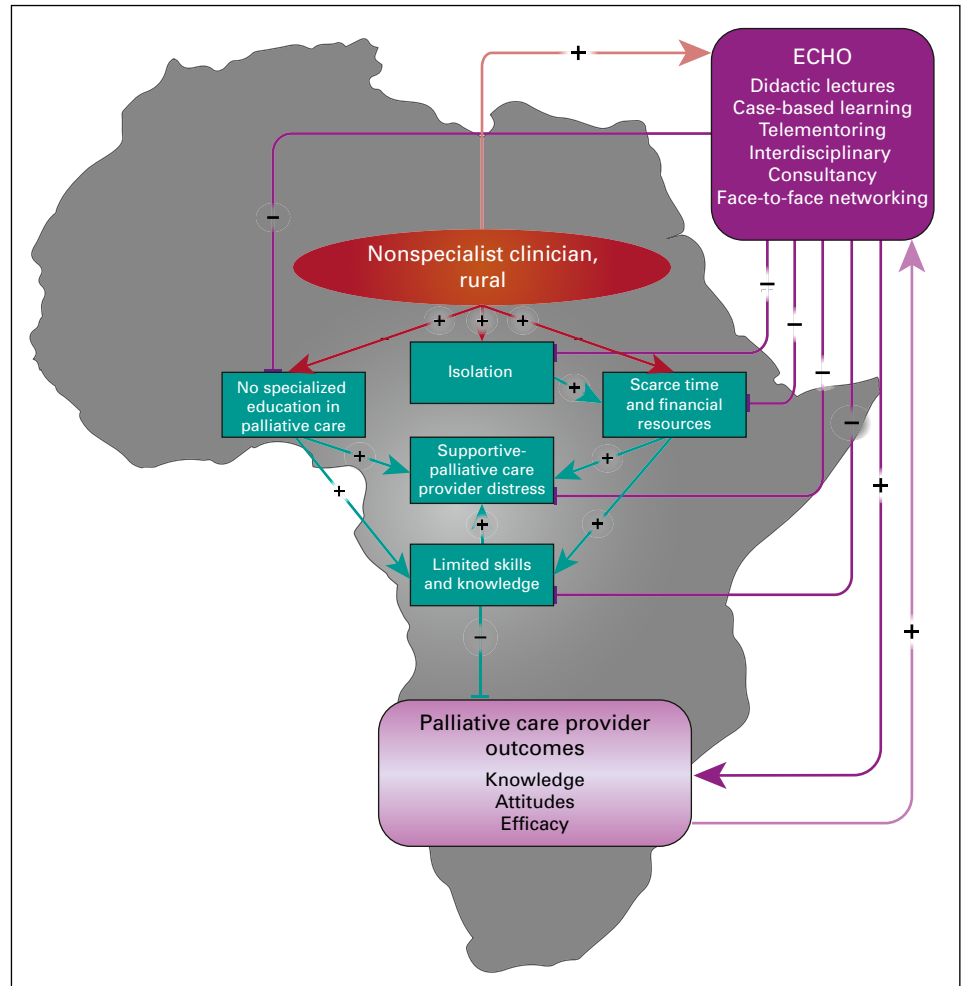 ECHO
Didactic lectures
Case-based learning
Telementoring
Interdisciplinary
Consultancy
Face-to-face networking
+
−
Nonspecialist clinician,
rural
+
+
+
−
−
−
−
+
Isolation
No specialized
education in
palliative care
+
Scarce time
and financial
resources
+
Supportive-
palliative care
provider distress
+
+
+
+
Limited skills
and knowledge
−
+
Palliative care provider
outcomes
Knowledge
Attitudes
Efficacy